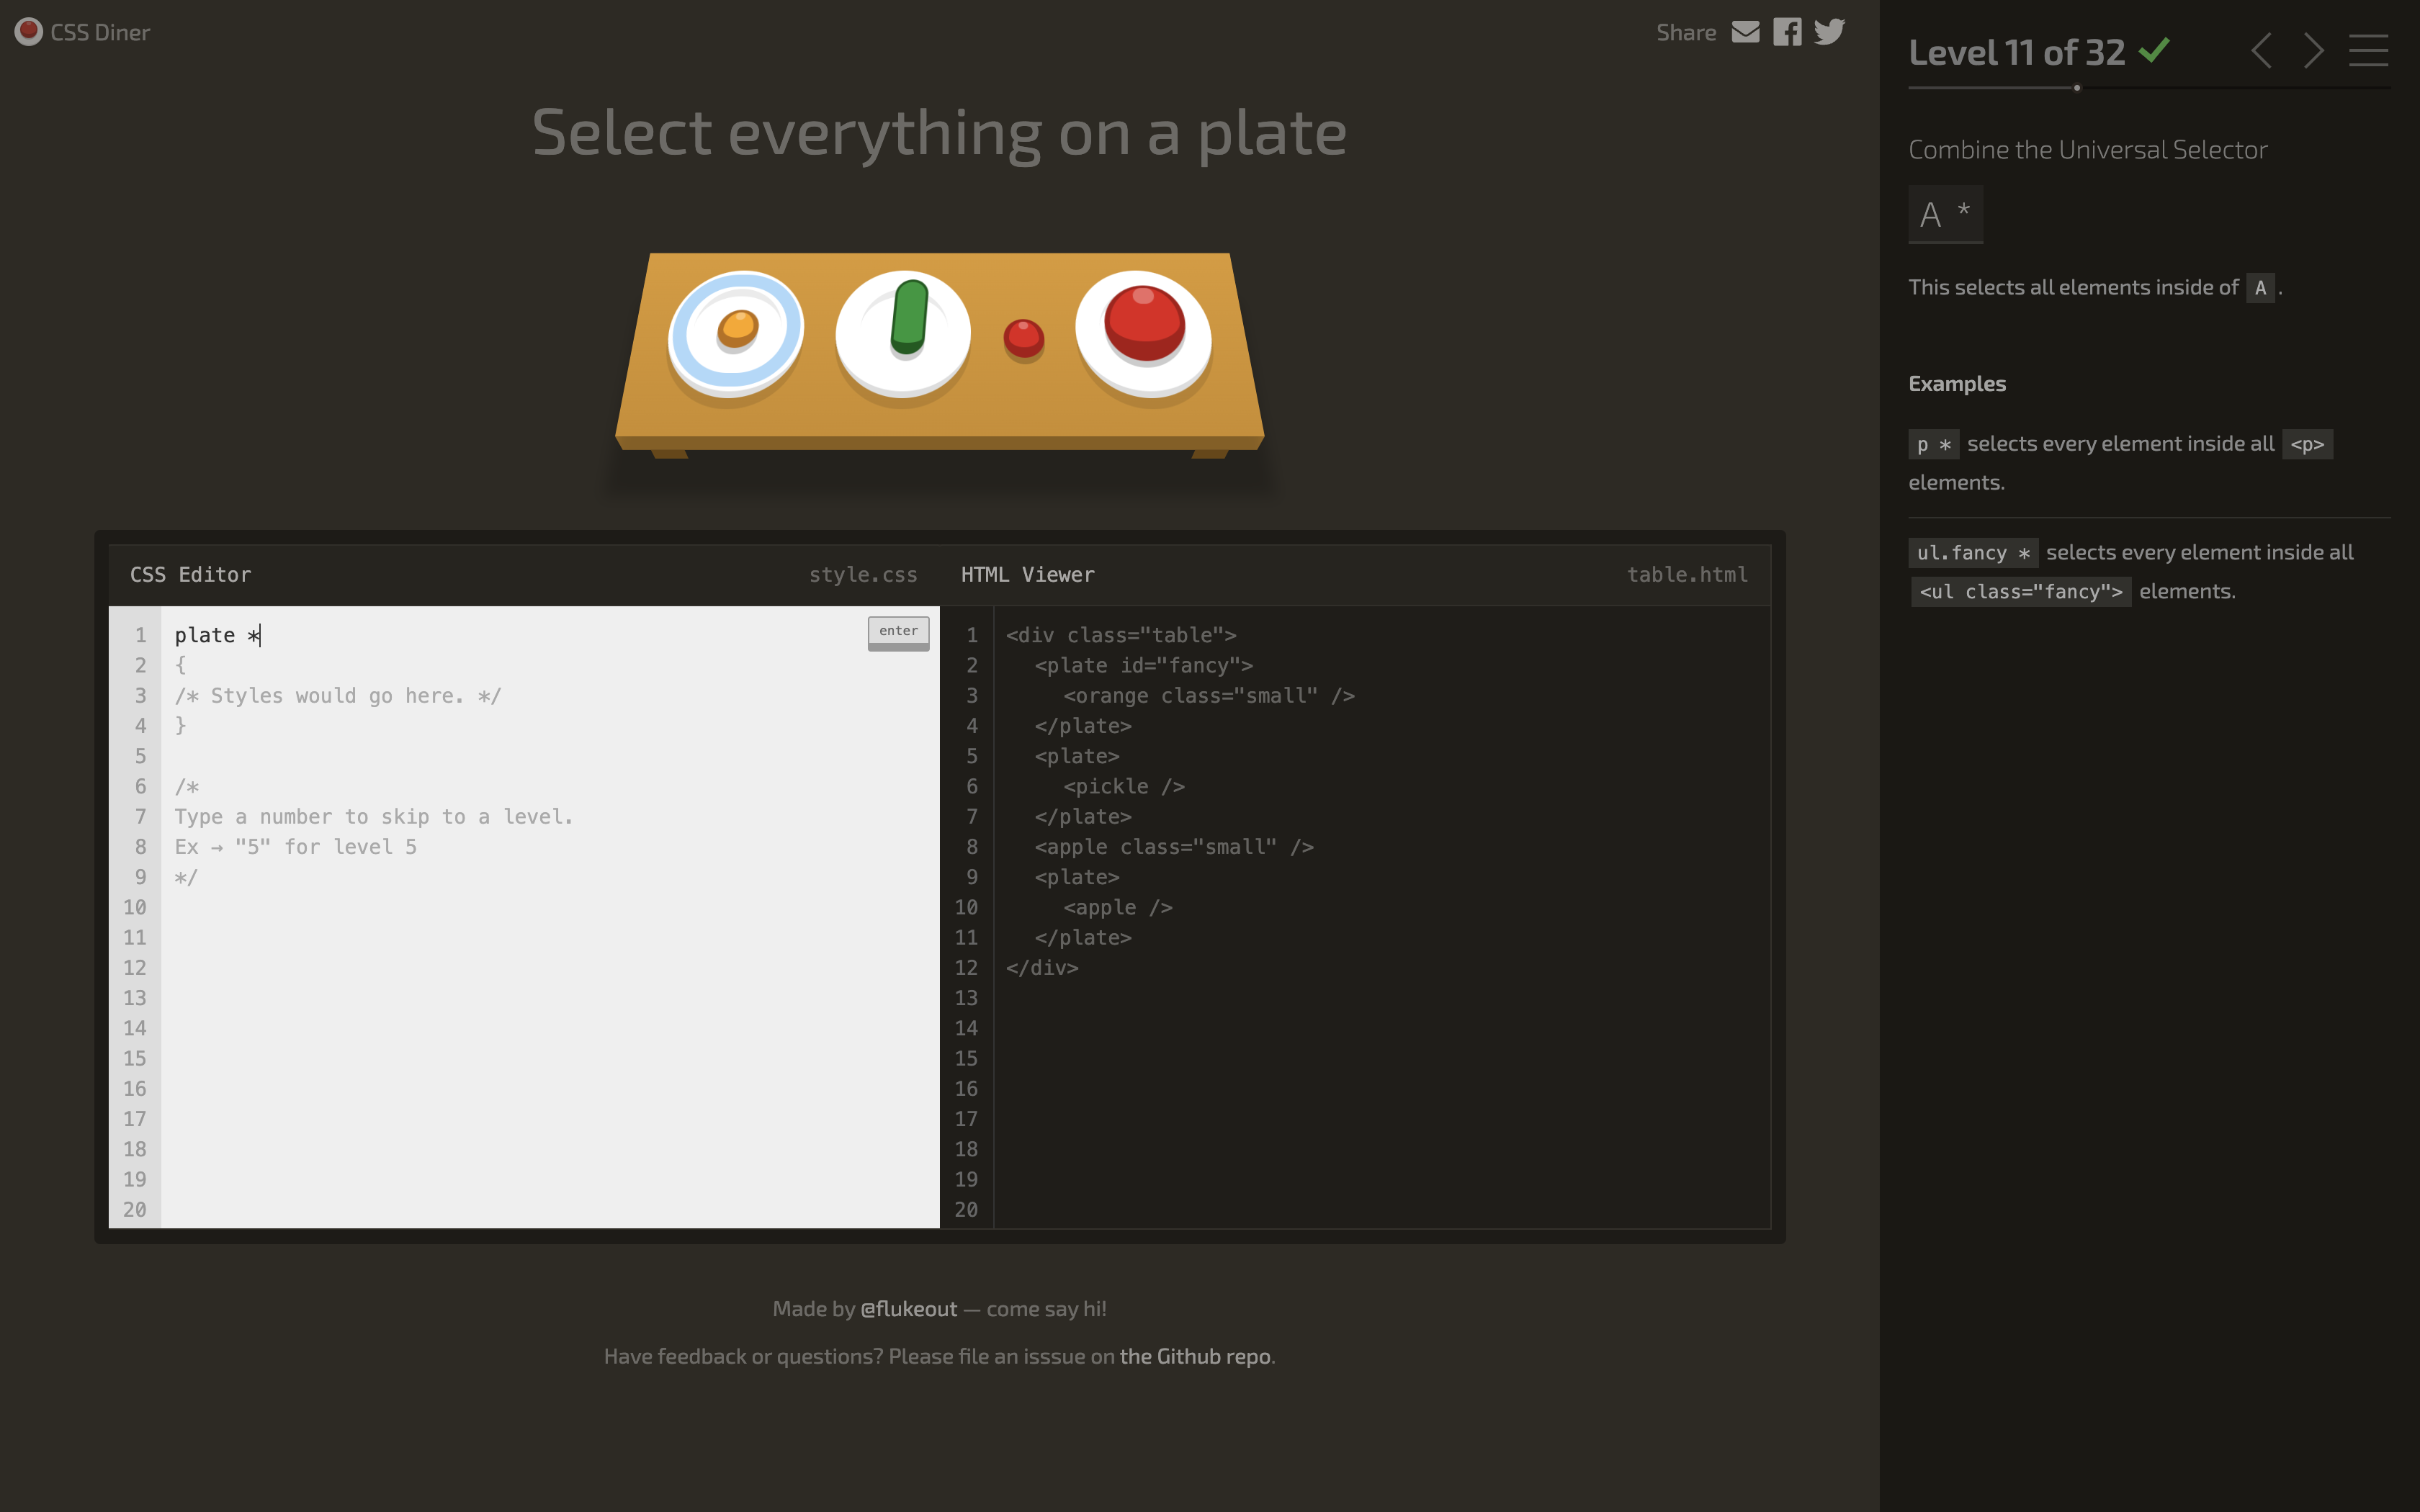 CSS Diner
Share
Select everything on a plate
CSS Editor style.css
1 plate *
enter
2 {
3 /* Styles would go here. */
4 }
5
6 /*
7 Type a number to skip to a level.
8 Ex → "5" for level 5
9 */
10
11
12
13
14
15
16
17
18
19
20
HTML Viewer table.html
1 <div class="table">
2 <plate id="fancy">
3 <orange class="small" />
4 </plate>
5 <plate>
6 <pickle />
7 </plate>
8 <apple class="small" />
9 <plate>
10 <apple />
11 </plate>
12 </div>
13
14
15
16
17
18
19
20
Made by @flukeout — come say hi!
Have feedback or questions? Please file an isssue on the Github repo.
Level 11 of 32
Combine the Universal Selector
A *
This selects all elements inside of A .
Examples
p * selects every element inside all <p>
elements.
ul.fancy * selects every element inside all
<ul class="fancy"> elements.